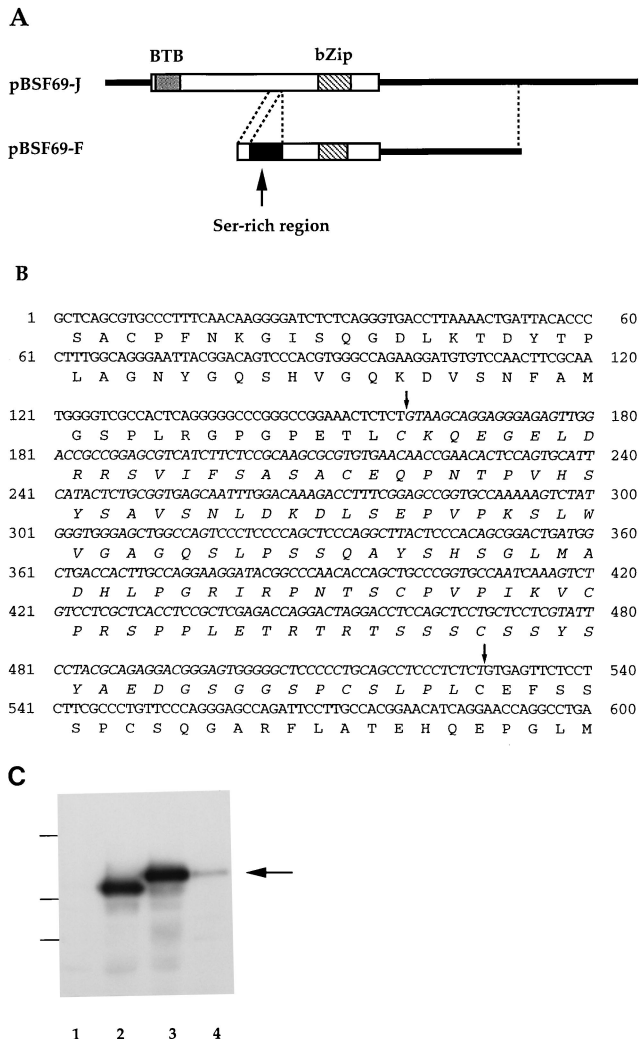 A
BTB bZip
pBSF69-J
pBSF69-F
Ser-rich region
B
1 GCTCAGCGTGCCCTTTCAACAAGGGGATCTCTCAGGGTGACCTTAAAACTGATTACACCC 60
S A C P F N K G I S Q G D L K T D Y T P
61 CTTTGGCAGGGAATTACGGACAGTCCCACGTGGGCCAGAAGGATGTGTCCAACTTCGCAA 120
L A G N Y G Q S H V G Q K D V S N F A M
121 TGGGGTCGCCACTCAGGGGGCCCGGGCCGGAAACTCTCTGTAAGCAGGAGGGAGAGTTGG 180
G S P L R G P G P E T L C K Q E G E L D
181 ACCGCCGGAGCGTCATCTTCTCCGCAAGCGCGTGTGAACAACCGAACACTCCAGTGCATT 240
R R S V I F S A S A C E Q P N T P V H S
241 CATACTCTGCGGTGAGCAATTTGGACAAAGACCTTTCGGAGCCGGTGCCAAAAAGTCTAT 300
Y S A V S N L D K D L S E P V P K S L W
301 GGGTGGGAGCTGGCCAGTCCCTCCCCAGCTCCCAGGCTTACTCCCACAGCGGACTGATGG 360
V G A G Q S L P S S Q A Y S H S G L M A
361 CTGACCACTTGCCAGGAAGGATACGGCCCAACACCAGCTGCCCGGTGCCAATCAAAGTCT 420
D H L P G R I R P N T S C P V P I K V C
421 GTCCTCGCTCACCTCCGCTCGAGACCAGGACTAGGACCTCCAGCTCCTGCTCCTCGTATT 480
P R S P P L E T R T R T S S S C S S Y S
481 CCTACGCAGAGGACGGGAGTGGGGGCTCCCCCTGCAGCCTCCCTCTCTGTGAGTTCTCCT 540
Y A E D G S G G S P C S L P L C E F S S
541 CTTCGCCCTGTTCCCAGGGAGCCAGATTCCTTGCCACGGAACATCAGGAACCAGGCCTGA 600
S P C S Q G A R F L A T E H Q E P G L M
C
1 2 3 4